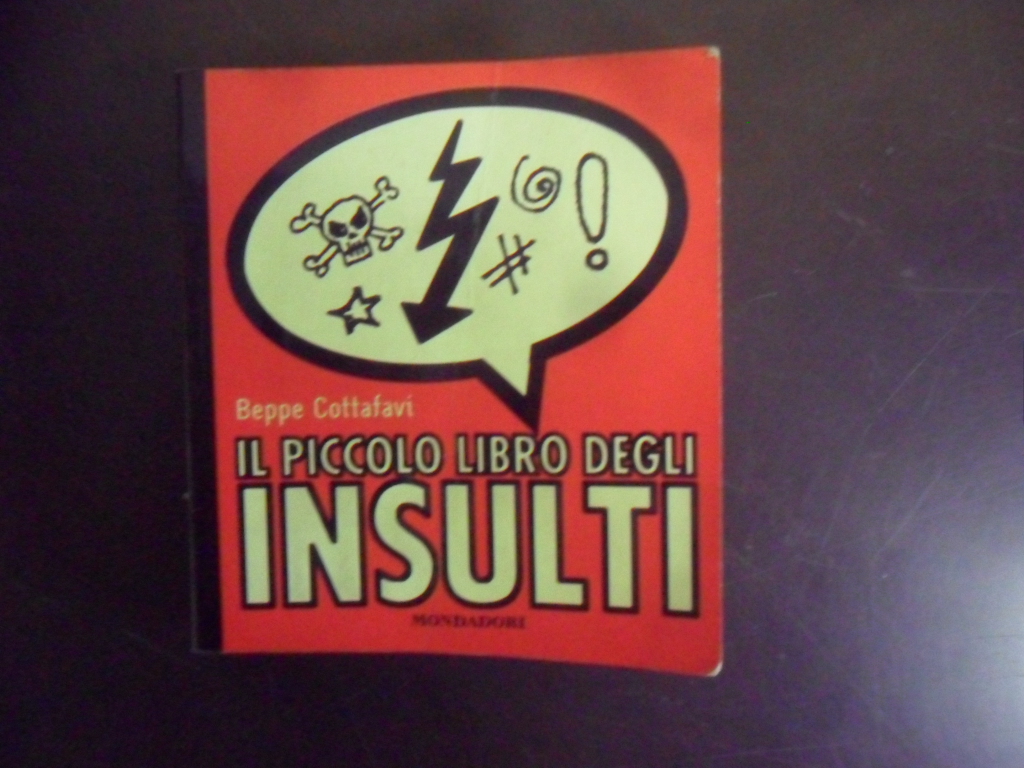 Beppe Cottafavi
IL PICCOLO LIBRO DEGLI
INSULTI
MONDADORI